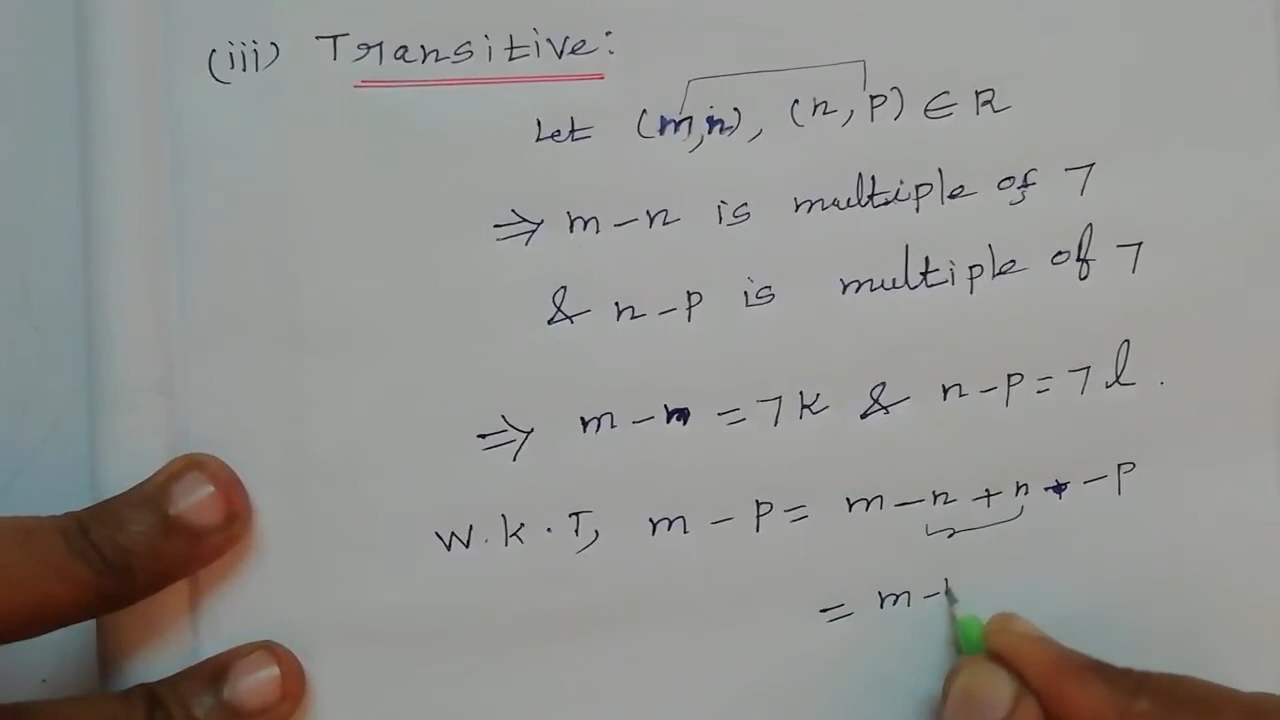 (iii) Transitive:
Let (m,n), (n,p) ∈ R
⇒ m-n is multiple of 7
& n-p is multiple of 7
⇒ m-n = 7k & n-p = 7l.
W.K.T, m-p = m-n+n-p
= m-